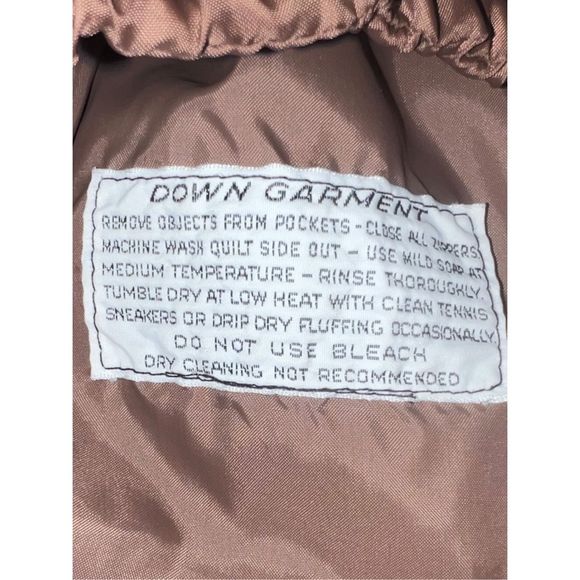 DOWN GARMENT
REMOVE OBJECTS FROM POCKETS - CLOSE ALL ZIPPERS
MACHINE WASH QUILT SIDE OUT - USE MILD SOAP AT
MEDIUM TEMPERATURE - RINSE THOROUGHLY.
TUMBLE DRY AT LOW HEAT WITH CLEAN TENNIS
SNEAKERS OR DRIP DRY FLUFFING OCCASIONALLY
DO NOT USE BLEACH
DRY CLEANING NOT RECOMMENDED